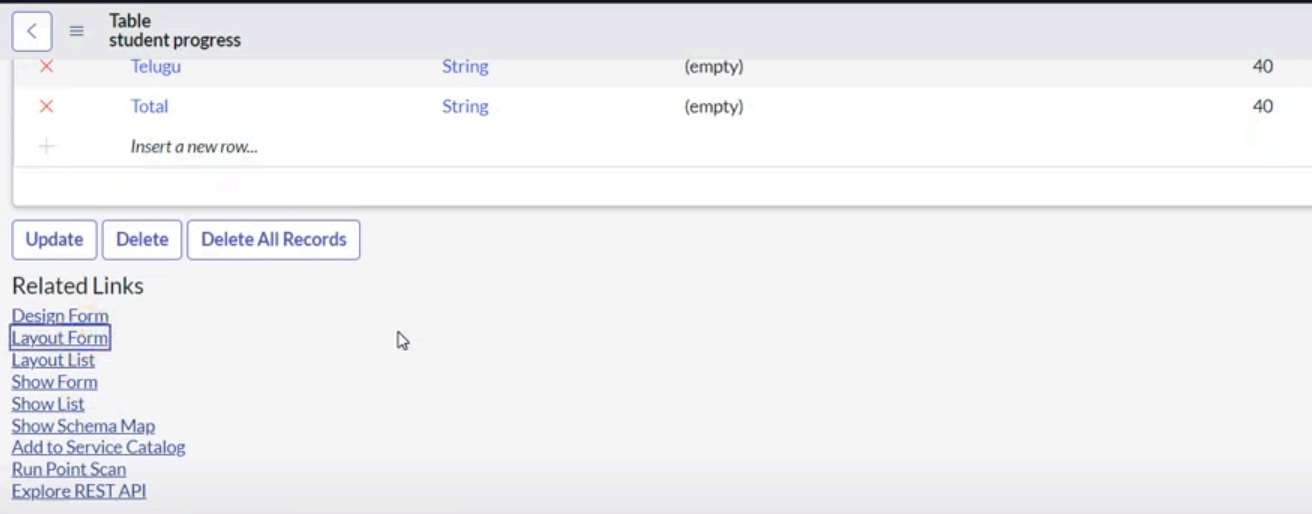 Table
student progress
Telugu String (empty) 40
Total String (empty) 40
Insert a new row...
Update Delete Delete All Records
Related Links
Design Form
Layout Form
Layout List
Show Form
Show List
Show Schema Map
Add to Service Catalog
Run Point Scan
Explore REST API